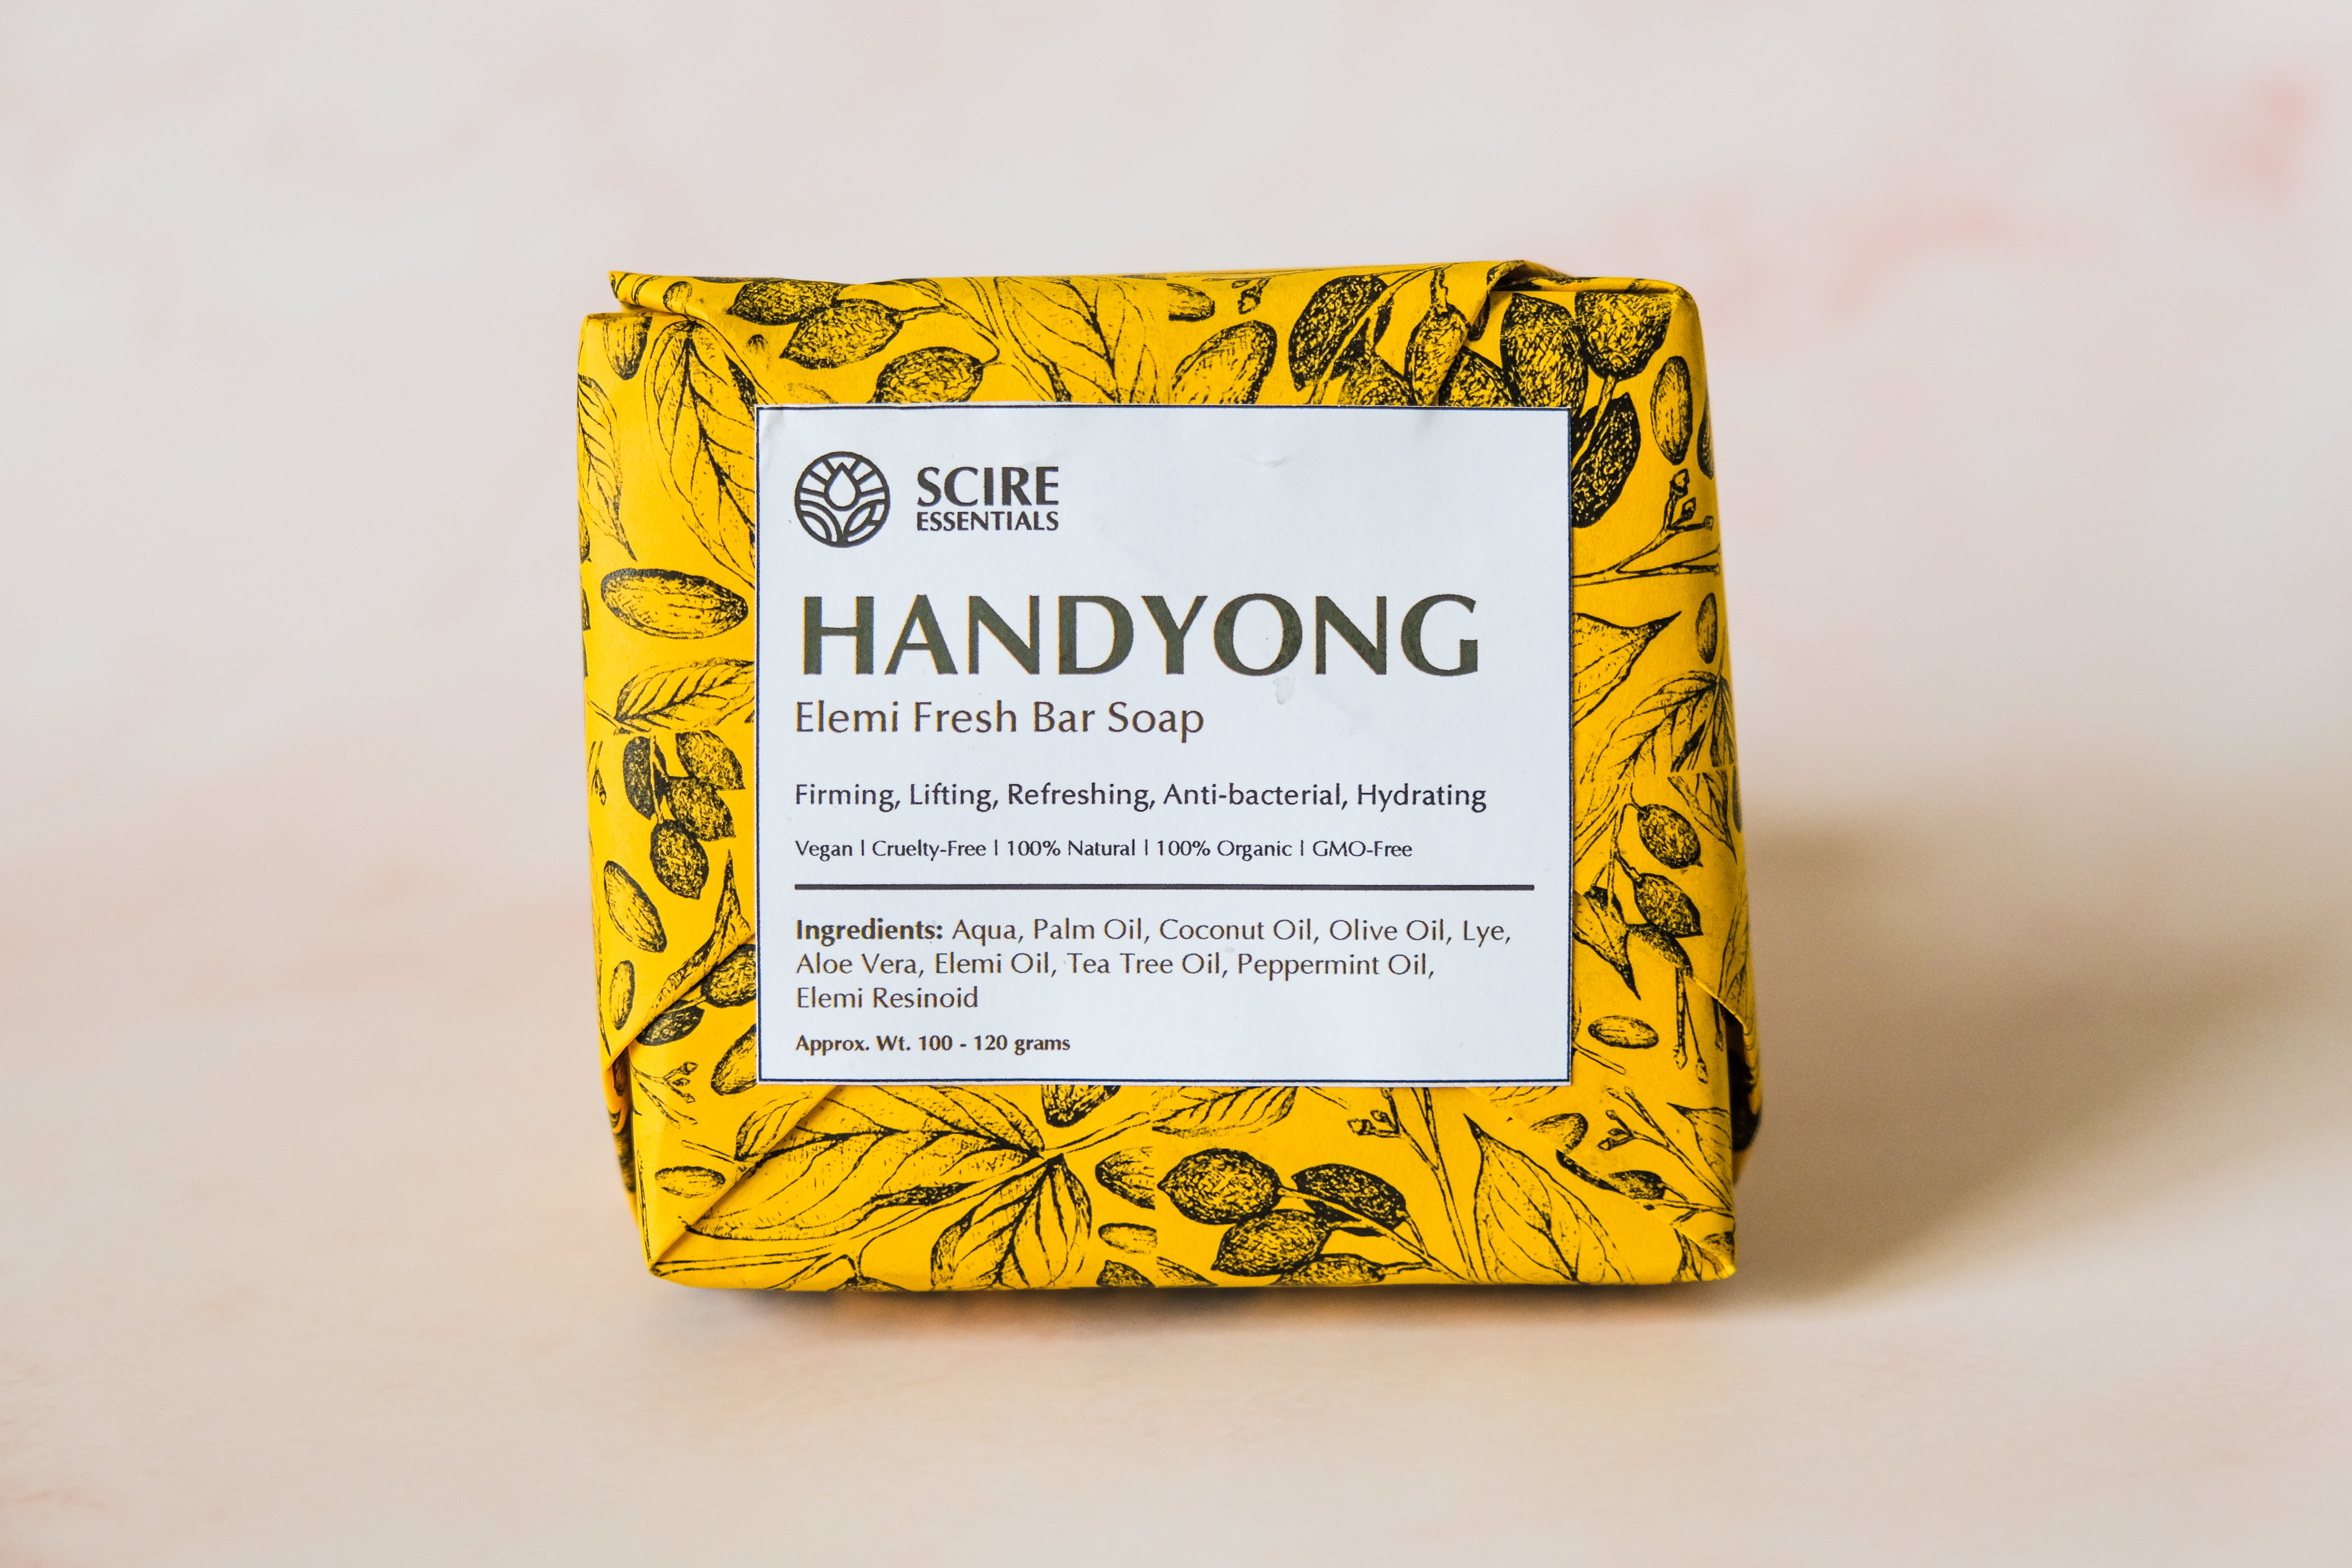 SCIRE
ESSENTIALS
HANDYONG
Elemi Fresh Bar Soap
Firming, Lifting, Refreshing, Anti-bacterial, Hydrating
Vegan | Cruelty-Free | 100% Natural | 100% Organic | GMO-Free
Ingredients: Aqua, Palm Oil, Coconut Oil, Olive Oil, Lye,
Aloe Vera, Elemi Oil, Tea Tree Oil, Peppermint Oil,
Elemi Resinoid
Approx. Wt. 100 - 120 grams